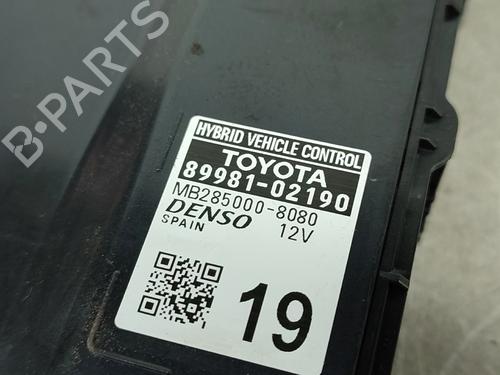 HYBRID VEHICLE CONTROL
TOYOTA
89981-02190
MB285000-8080
DENSO 12V
SPAIN
19
B-PARTS